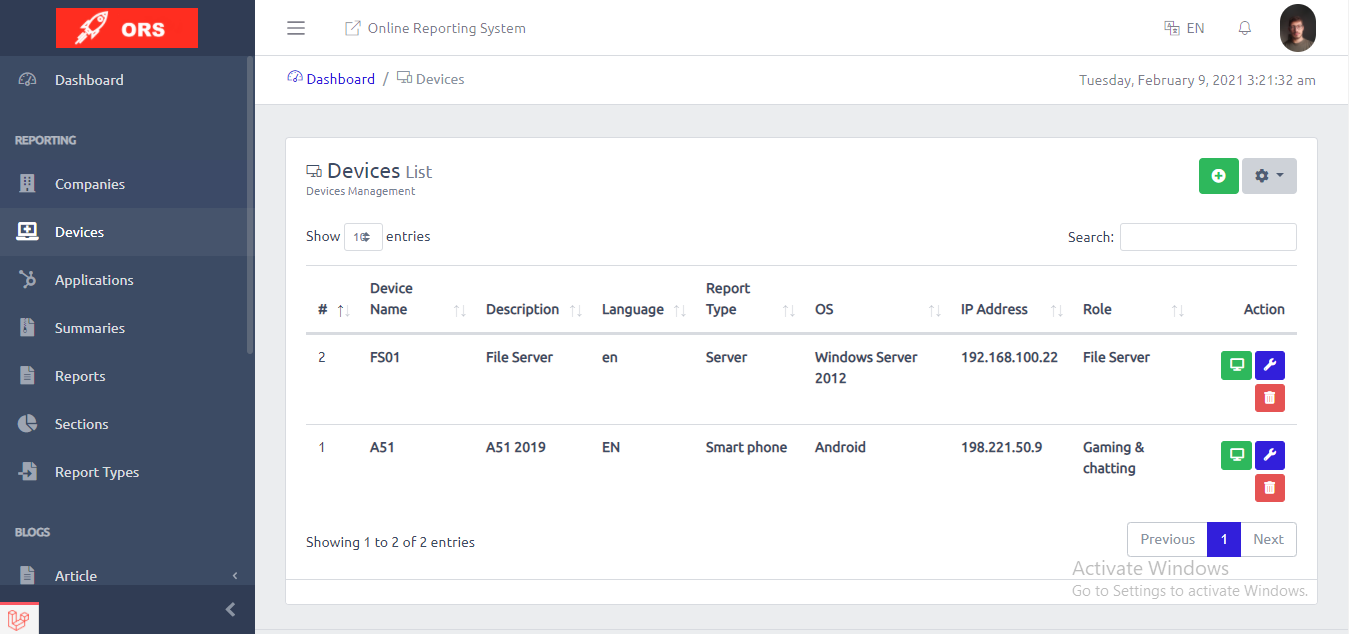 ORS
Online Reporting System
EN
Dashboard
Dashboard / Devices
Tuesday, February 9, 2021 3:21:32 am
REPORTING
Companies
Devices
Applications
Summaries
Reports
Sections
Report Types
BLOGS
Article
Devices List
Devices Management
Show 10 entries
Search:
# Device Name Description Language Report Type OS IP Address Role Action
2 FS01 File Server en Server Windows Server 2012 192.168.100.22 File Server
1 A51 A51 2019 EN Smart phone Android 198.221.50.9 Gaming & chatting
Showing 1 to 2 of 2 entries
Previous 1 Next
Activate Windows
Go to Settings to activate Windows.